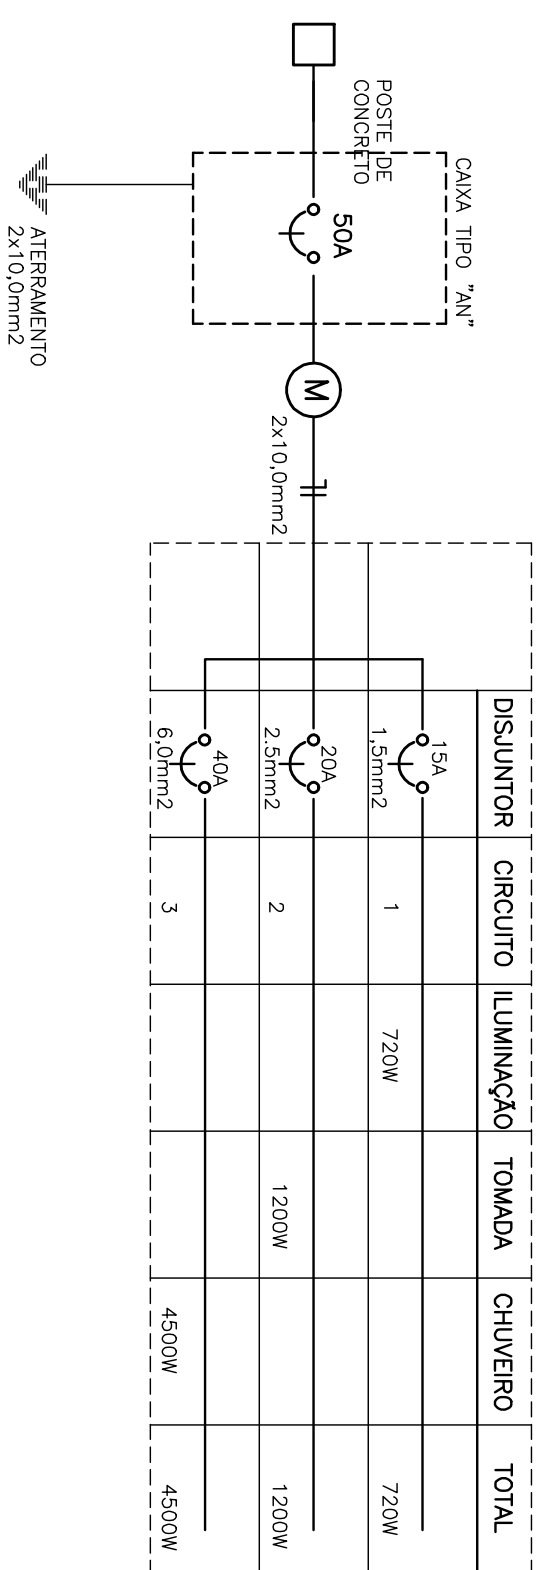 POSTE DE
CONCRETO
CAIXA TIPO "AN"
50A
ATERRAMENTO
2x10,0mm2
M
2x10,0mm2
DISJUNTOR
CIRCUITO
ILUMINAÇÃO
TOMADA
CHUVEIRO
TOTAL
15A
1,5mm2
1
720W
720W
20A
2.5mm2
2
1200W
1200W
40A
6,0mm2
3
4500W
4500W